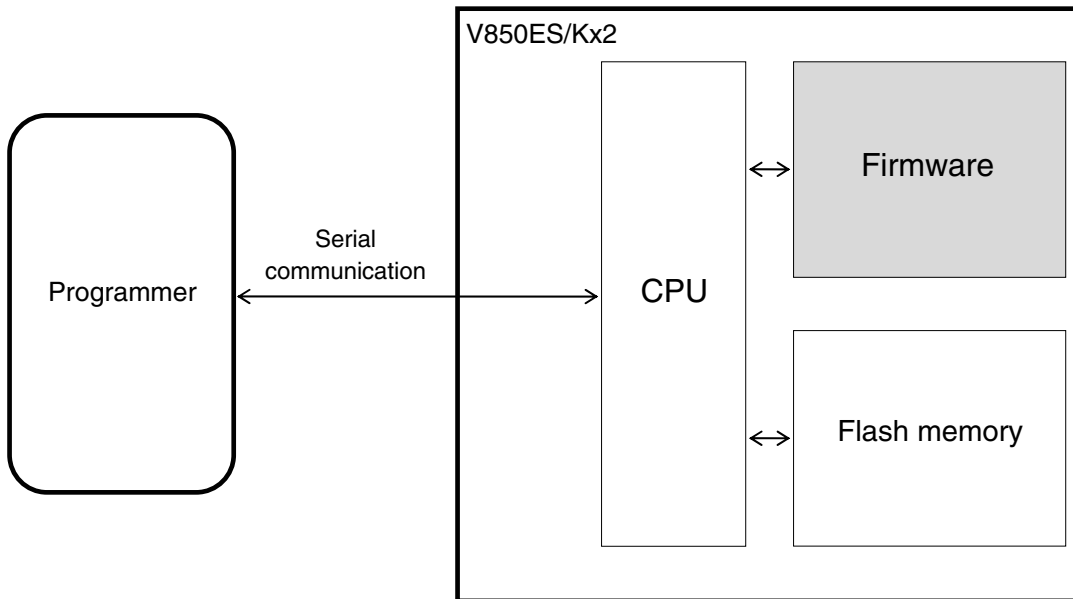 V850ES/Kx2
Firmware
Serial
communication
Programmer
CPU
Flash memory